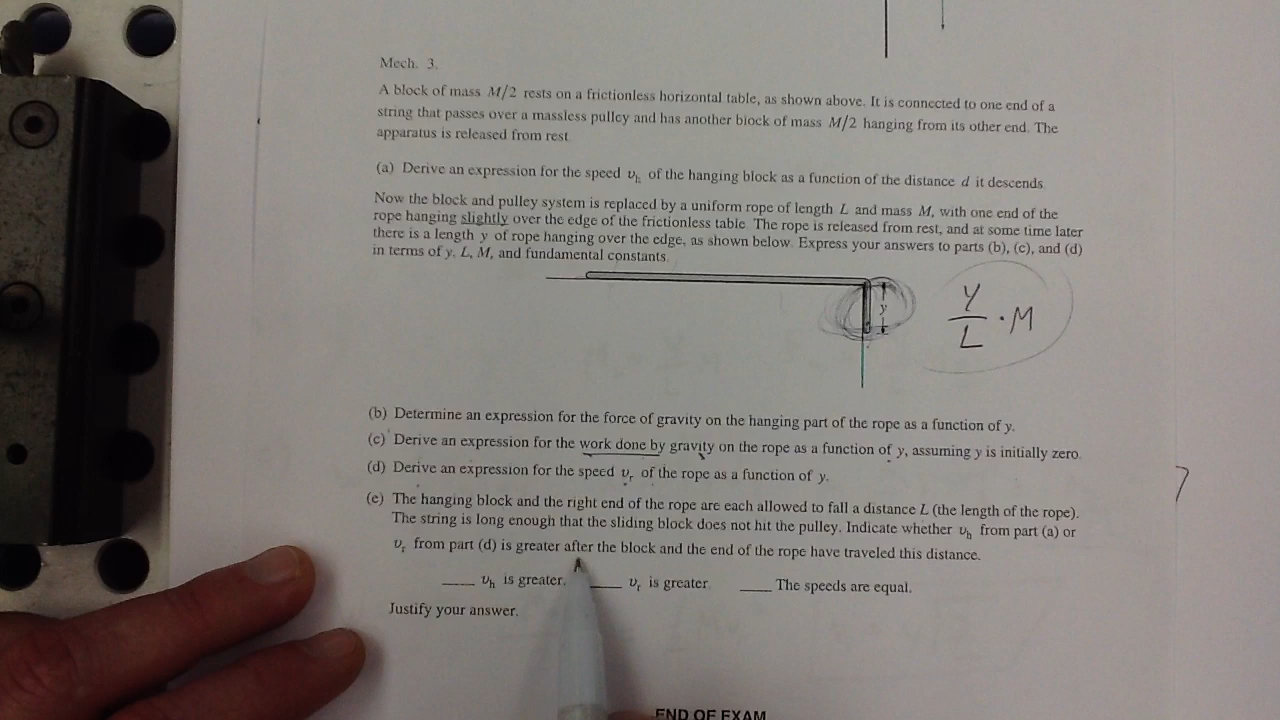 Mech. 3.
A block of mass M/2 rests on a frictionless horizontal table, as shown above. It is connected to one end of a
string that passes over a massless pulley and has another block of mass M/2 hanging from its other end. The
apparatus is released from rest.
(a) Derive an expression for the speed υh of the hanging block as a function of the distance d it descends.
Now the block and pulley system is replaced by a uniform rope of length L and mass M, with one end of the
rope hanging slightly over the edge of the frictionless table. The rope is released from rest, and at some time later
there is a length y of rope hanging over the edge, as shown below. Express your answers to parts (b), (c), and (d)
in terms of y, L, M, and fundamental constants.
y
Y/L · M
(b) Determine an expression for the force of gravity on the hanging part of the rope as a function of y.
(c) Derive an expression for the work done by gravity on the rope as a function of y, assuming y is initially zero.
(d) Derive an expression for the speed υr of the rope as a function of y.
(e) The hanging block and the right end of the rope are each allowed to fall a distance L (the length of the rope).
The string is long enough that the sliding block does not hit the pulley. Indicate whether υh from part (a) or
υr from part (d) is greater after the block and the end of the rope have traveled this distance.
____ υh is greater. ____ υr is greater. ____ The speeds are equal.
Justify your answer.
END OF EXAM